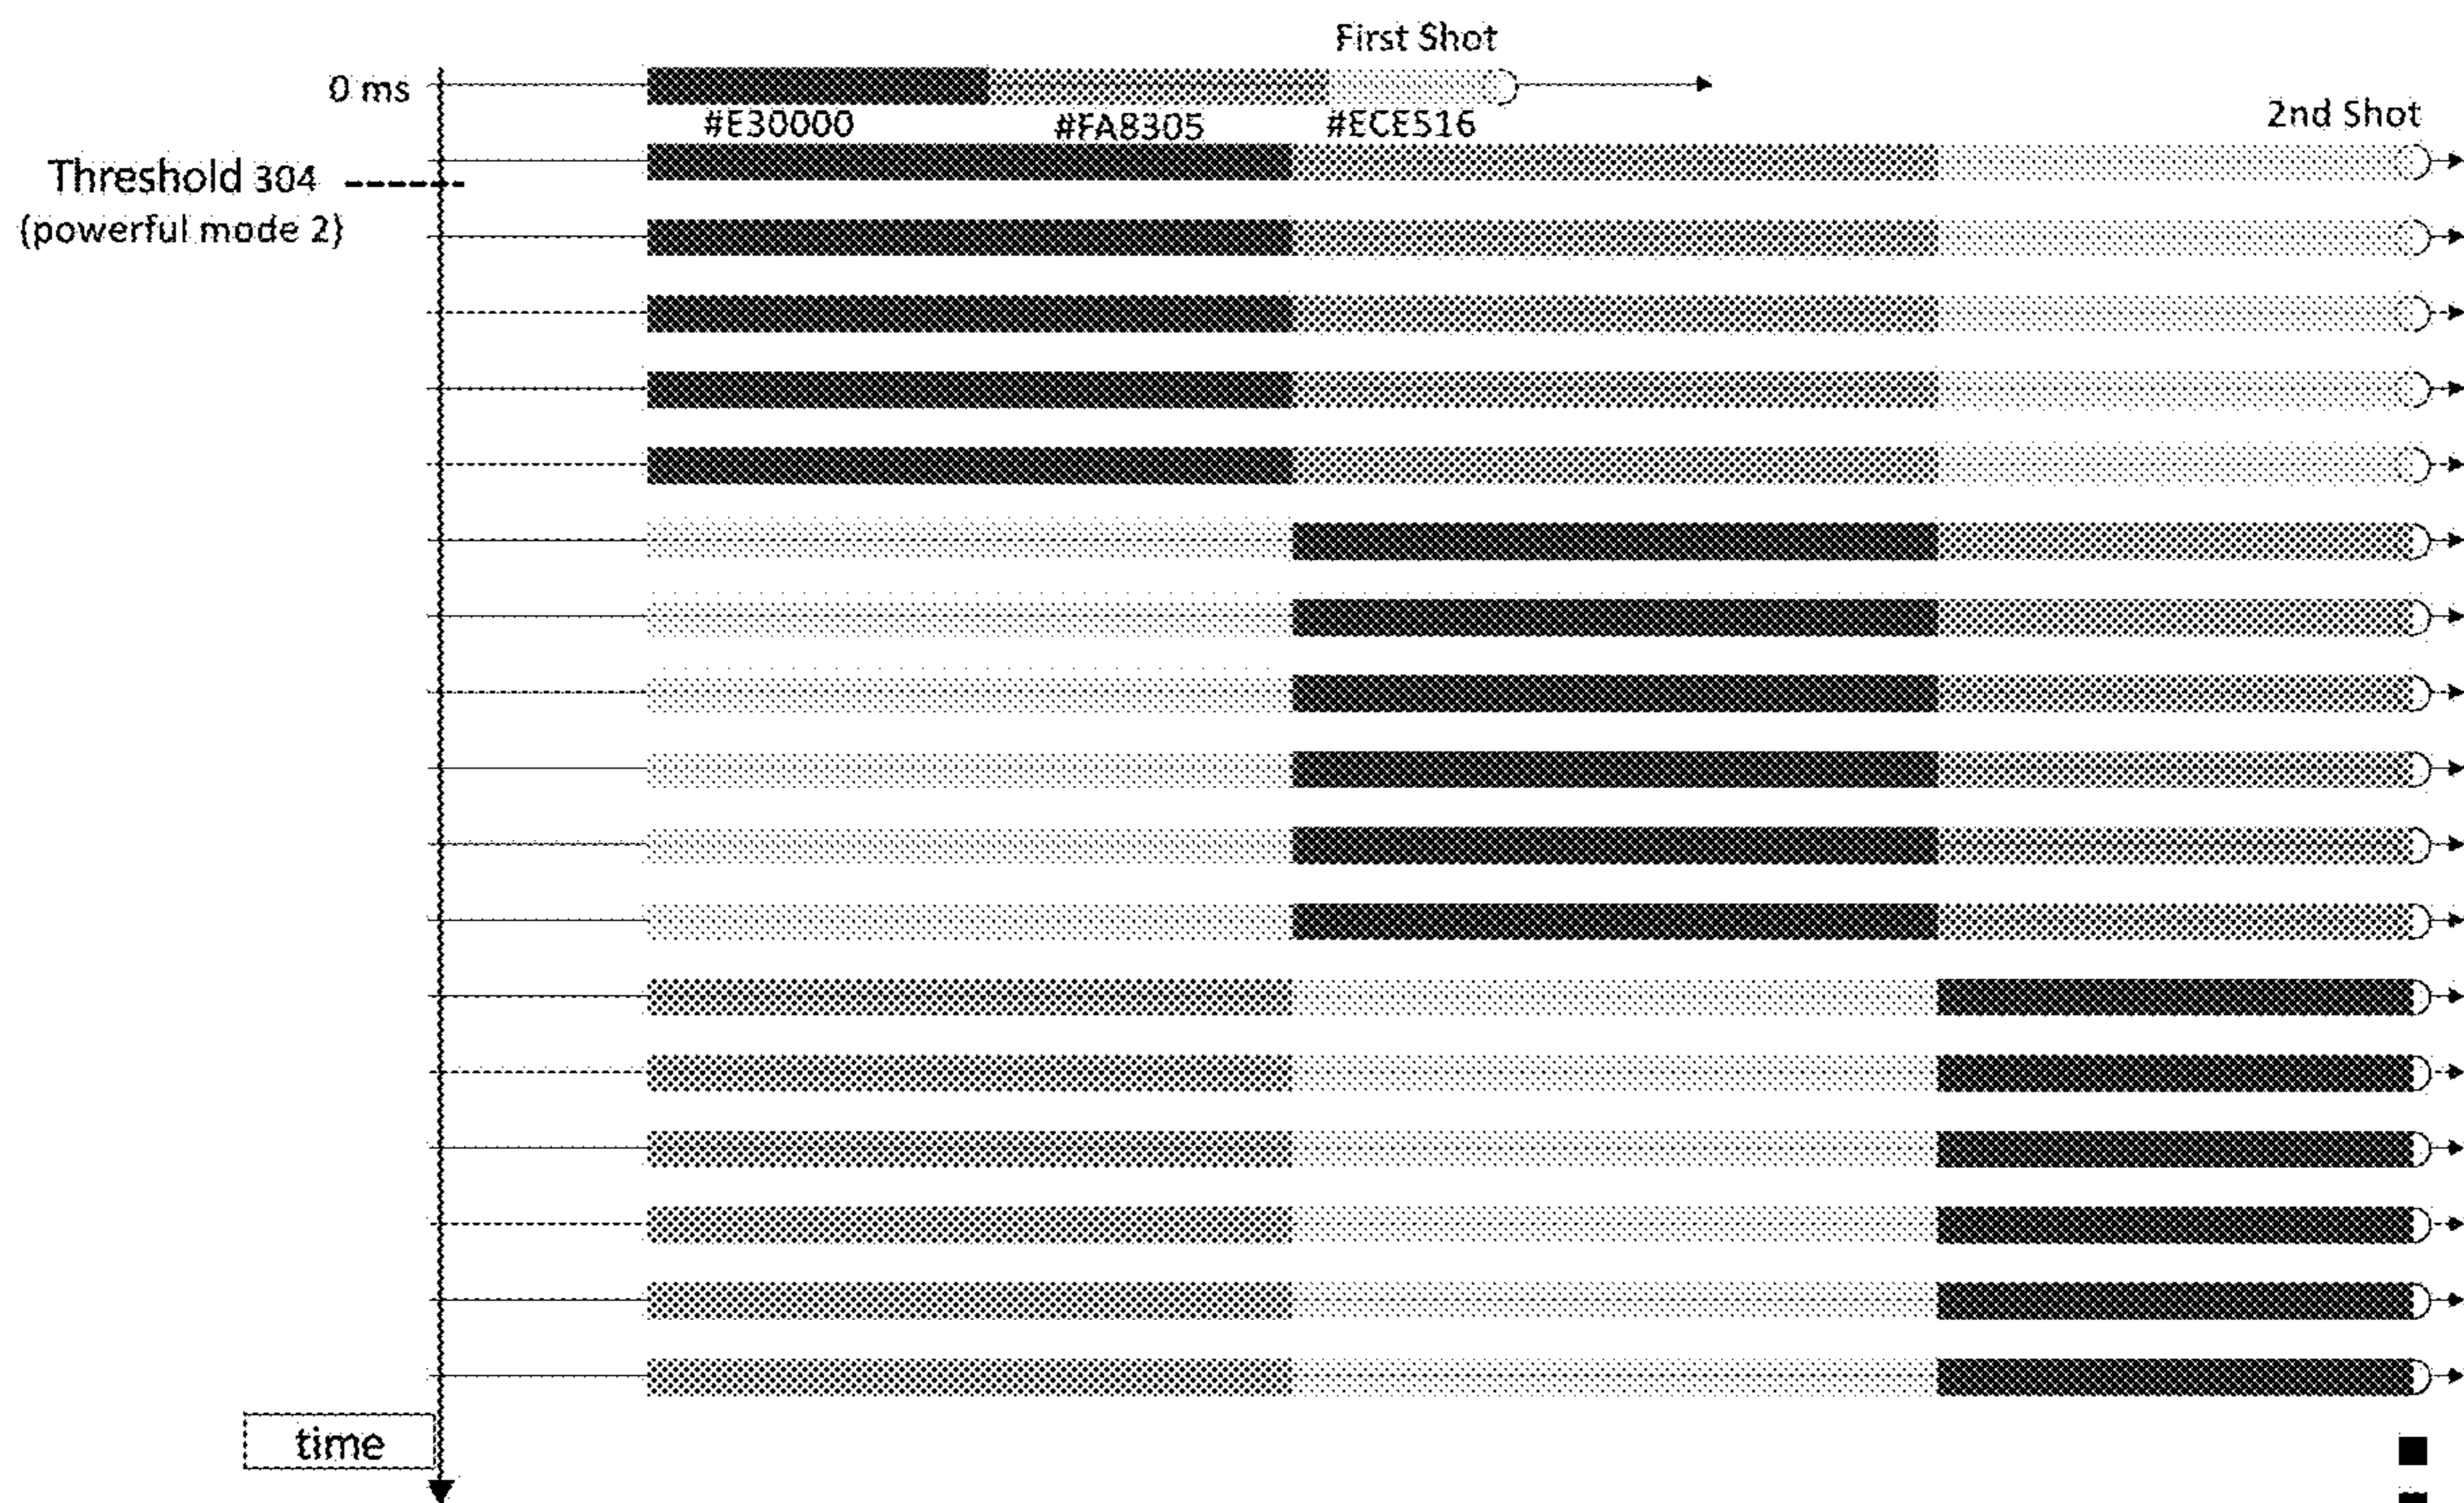 First Shot
0 ms
#E30000 #FA8305 #ECE516
2nd Shot
Threshold 304
(powerful mode 2)
time